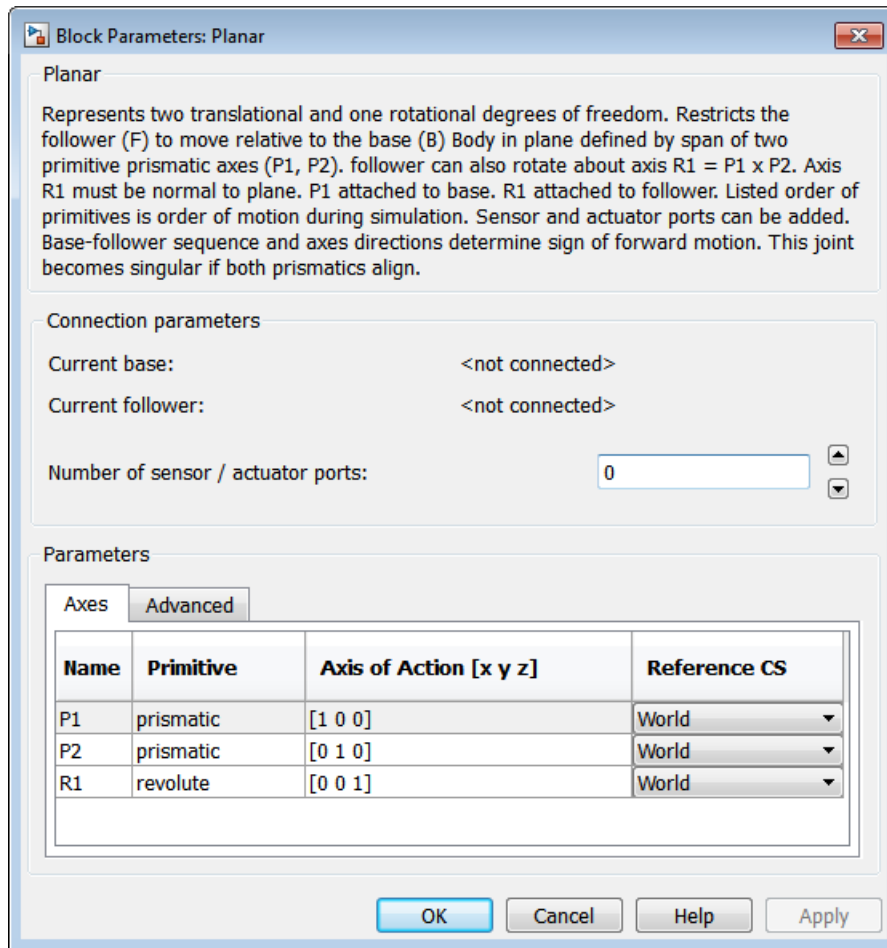 Block Parameters: Planar
Planar
Represents two translational and one rotational degrees of freedom. Restricts the
follower (F) to move relative to the base (B) Body in plane defined by span of two
primitive prismatic axes (P1, P2). follower can also rotate about axis R1 = P1 x P2. Axis
R1 must be normal to plane. P1 attached to base. R1 attached to follower. Listed order of
primitives is order of motion during simulation. Sensor and actuator ports can be added.
Base-follower sequence and axes directions determine sign of forward motion. This joint
becomes singular if both prismatics align.
Connection parameters
Current base: <not connected>
Current follower: <not connected>
Number of sensor / actuator ports: 0
Parameters
Axes Advanced
Name Primitive Axis of Action [x y z] Reference CS
P1 prismatic [1 0 0] World
P2 prismatic [0 1 0] World
R1 revolute [0 0 1] World
OK Cancel Help Apply